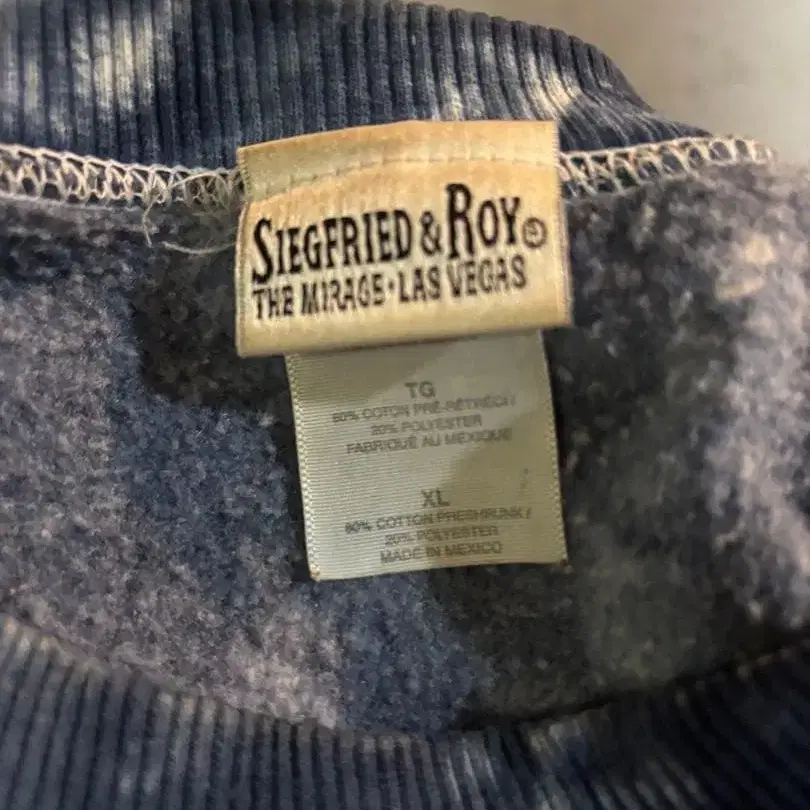 SIEGFRIED & ROY®
THE MIRAGE · LAS VEGAS
TG
80% COTON PRÉ-RÉTRÉCI /
20% POLYESTER
FABRIQUÉ AU MEXIQUE
XL
80% COTTON PRESHRUNK /
20% POLYESTER
MADE IN MEXICO